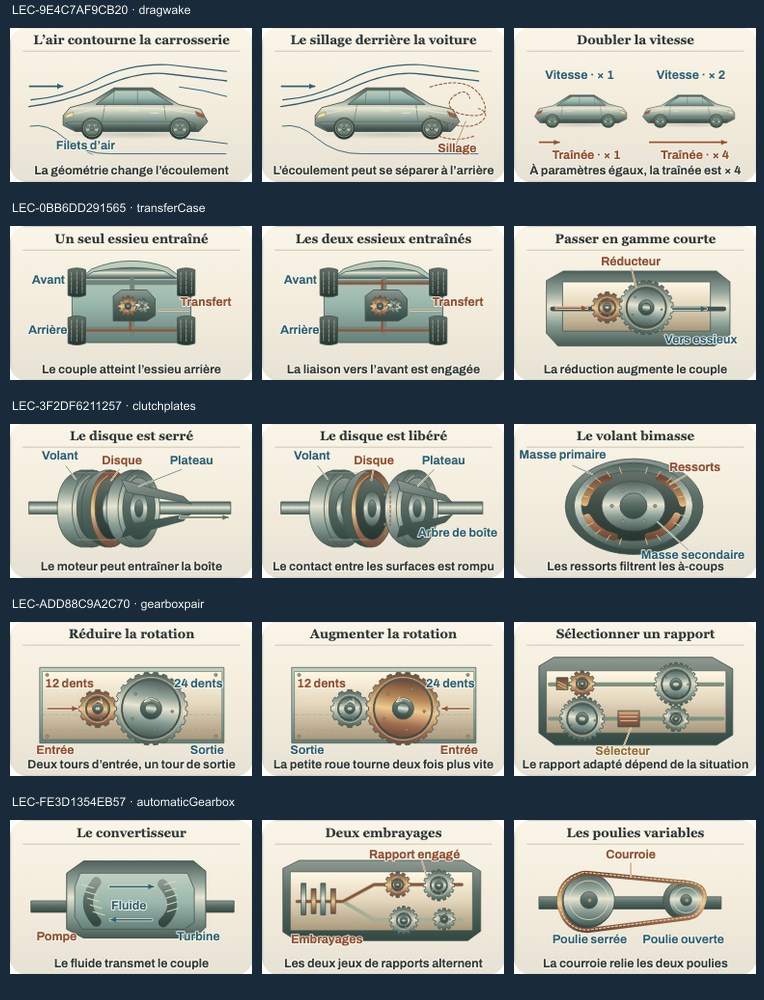 LEC-9E4C7AF9CB20 · dragwake
L'air contourne la carrosserie
Filets d'air
La géométrie change l'écoulement
Le sillage derrière la voiture
Sillage
L'écoulement peut se séparer à l'arrière
Doubler la vitesse
Vitesse · × 1
Vitesse · × 2
Traînée · × 1
Traînée · × 4
À paramètres égaux, la traînée est × 4
LEC-0BB6DD291565 · transferCase
Un seul essieu entraîné
Avant
Transfert
Arrière
Le couple atteint l'essieu arrière
Les deux essieux entraînés
Avant
Transfert
Arrière
La liaison vers l'avant est engagée
Passer en gamme courte
Réducteur
Vers essieux
La réduction augmente le couple
LEC-3F2DF6211257 · clutchplates
Le disque est serré
Volant
Disque
Plateau
Le moteur peut entraîner la boîte
Le disque est libéré
Volant
Disque
Plateau
Arbre de boîte
Le contact entre les surfaces est rompu
Le volant bimasse
Masse primaire
Ressorts
Masse secondaire
Les ressorts filtrent les à-coups
LEC-ADD88C9A2C70 · gearboxpair
Réduire la rotation
12 dents
24 dents
Entrée
Sortie
Deux tours d'entrée, un tour de sortie
Augmenter la rotation
12 dents
24 dents
Sortie
Entrée
La petite roue tourne deux fois plus vite
Sélectionner un rapport
Sélecteur
Le rapport adapté dépend de la situation
LEC-FE3D1354EB57 · automaticGearbox
Le convertisseur
Fluide
Pompe
Turbine
Le fluide transmet le couple
Deux embrayages
Rapport engagé
Embrayages
Les deux jeux de rapports alternent
Les poulies variables
Courroie
Poulie serrée
Poulie ouverte
La courroie relie les deux poulies